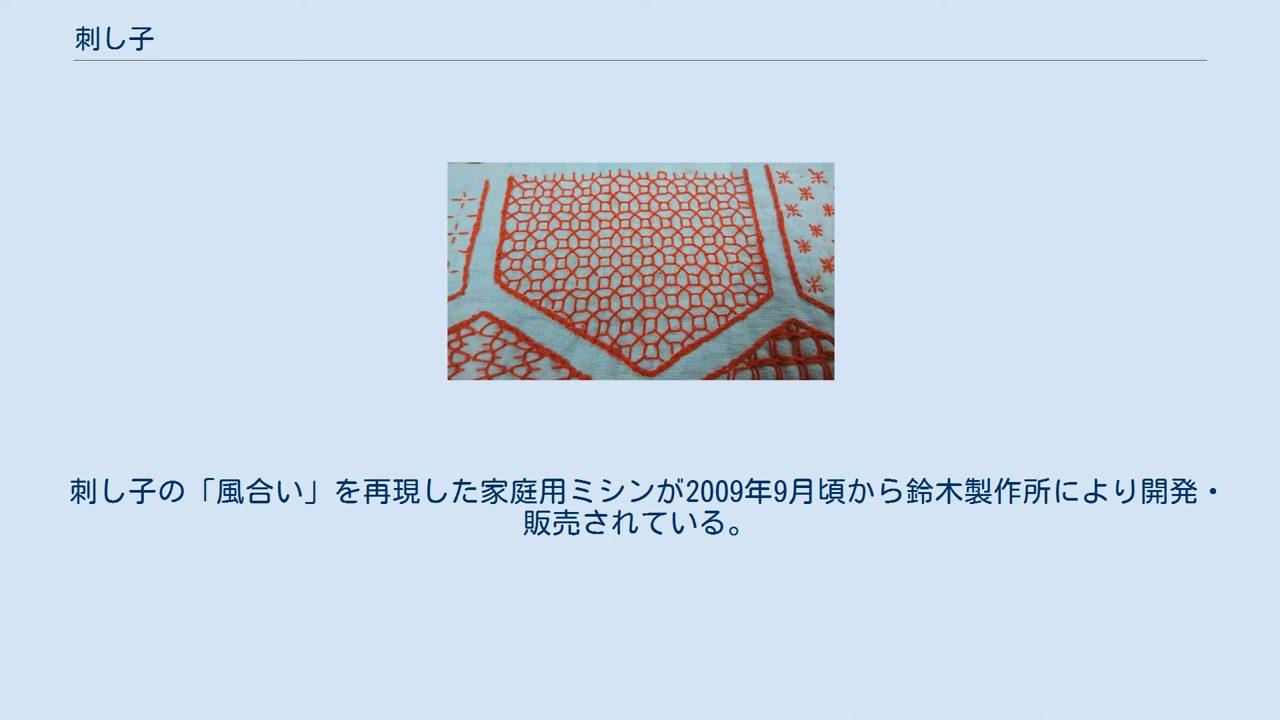 刺し子
刺し子の「風合い」を再現した家庭用ミシンが2009年9月頃から鈴木製作所により開発・
販売されている。